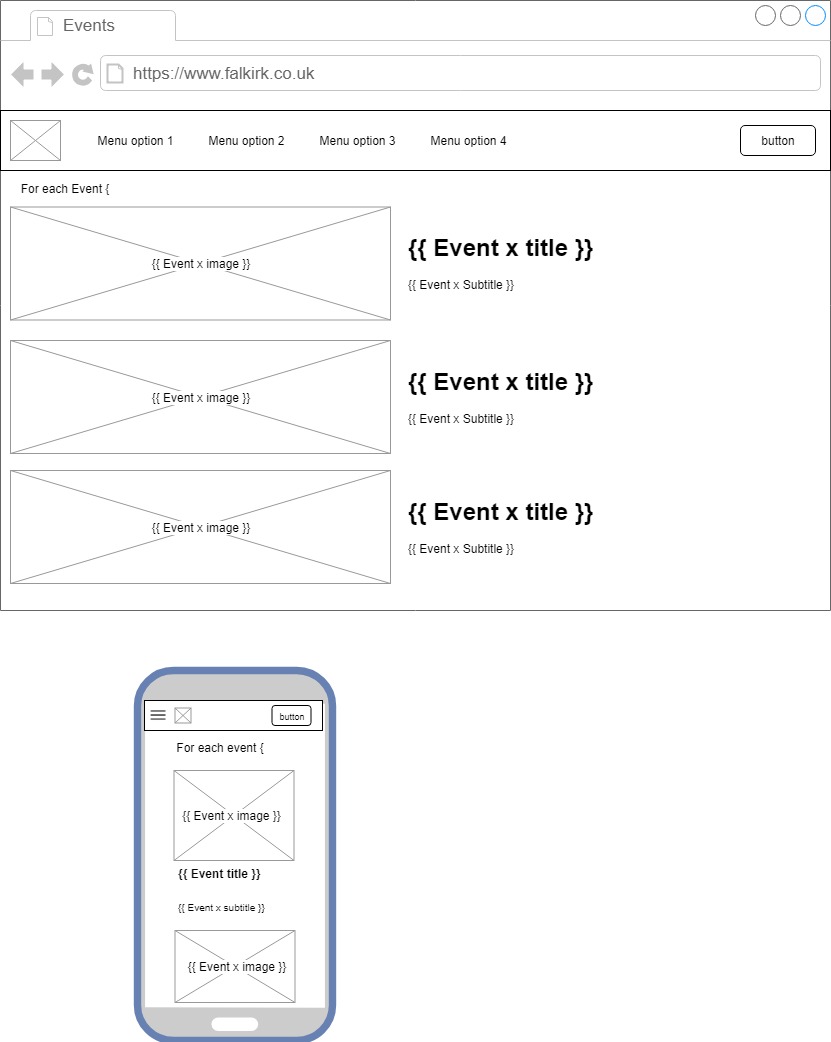 Events
https://www.falkirk.co.uk
Menu option 1 Menu option 2 Menu option 3 Menu option 4 button
For each Event {
{{ Event x image }}
{{ Event x title }}
{{ Event x Subtitle }}
{{ Event x image }}
{{ Event x title }}
{{ Event x Subtitle }}
{{ Event x image }}
{{ Event x title }}
{{ Event x Subtitle }}
button
For each event {
{{ Event x image }}
{{ Event title }}
{{ Event x subtitle }}
{{ Event x image }}